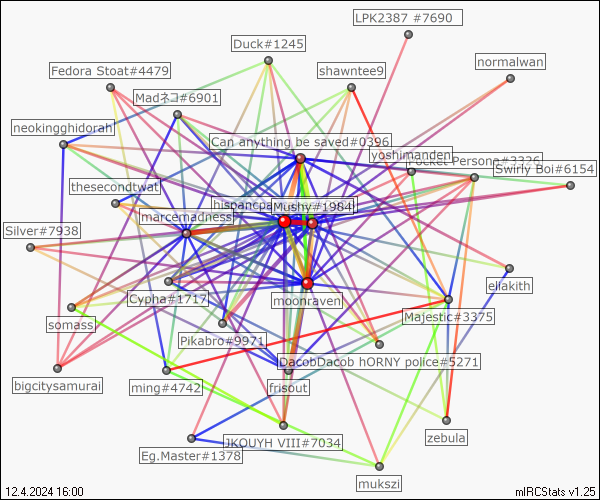 LPK2387 #7690
Duck#1245
normalwan
Fedora Stoat#4479
shawntee9
Madネコ#6901
neokingghidorah
Can anything be saved#0396
yoshimanden
Pocket Persona#3326
Swirly Boi#6154
thesecondtwat
Mushy#1984
marcemadness
Silver#7938
ellakith
Cypha#1717
moonraven
Majestic#3375
somass
Pikabro#9971
DacobDacob hORNY police#5271
bigcitysamurai
ming#4742
frisout
zebula
JKOUYH VIII#7034
Eg.Master#1378
mukszi
12.4.2024 16:00
mIRCStats v1.25